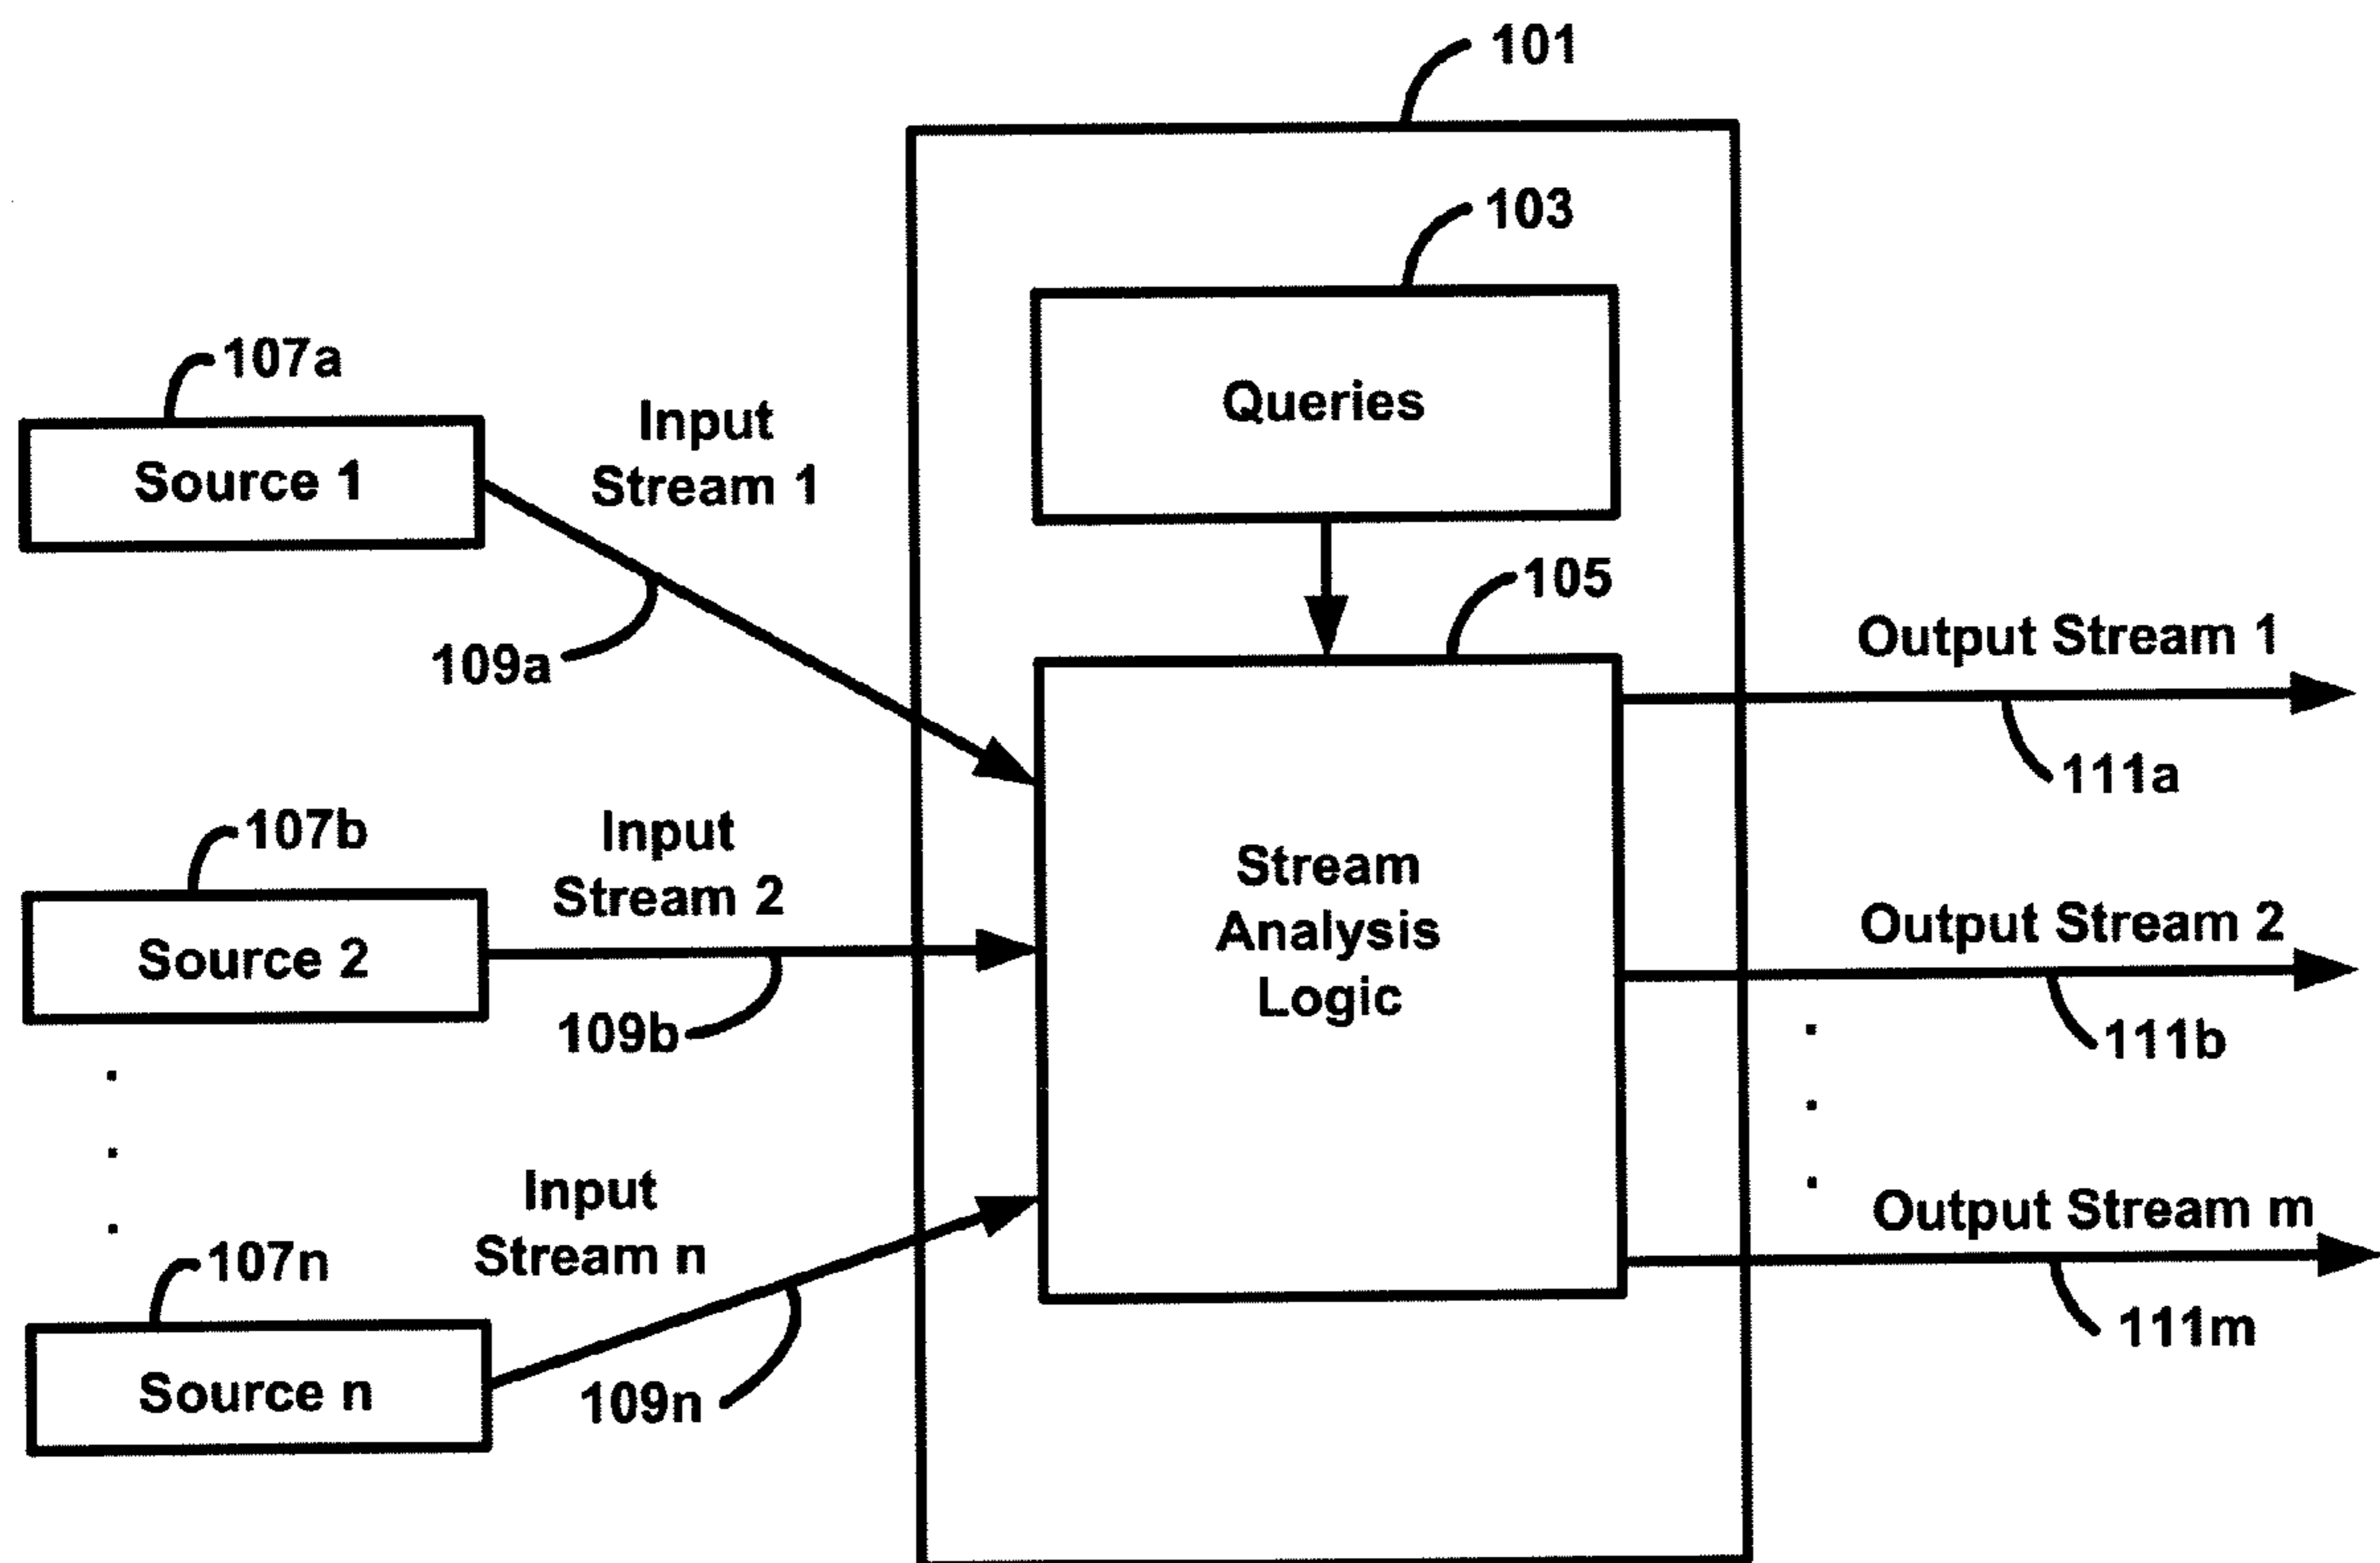 101
103
Queries
107a
Source 1
Input
Stream 1
109a
105
Output Stream 1
111a
107b
Source 2
Input
Stream 2
109b
Stream
Analysis
Logic
Output Stream 2
111b
107n
Source n
Input
Stream n
109n
Output Stream m
111m